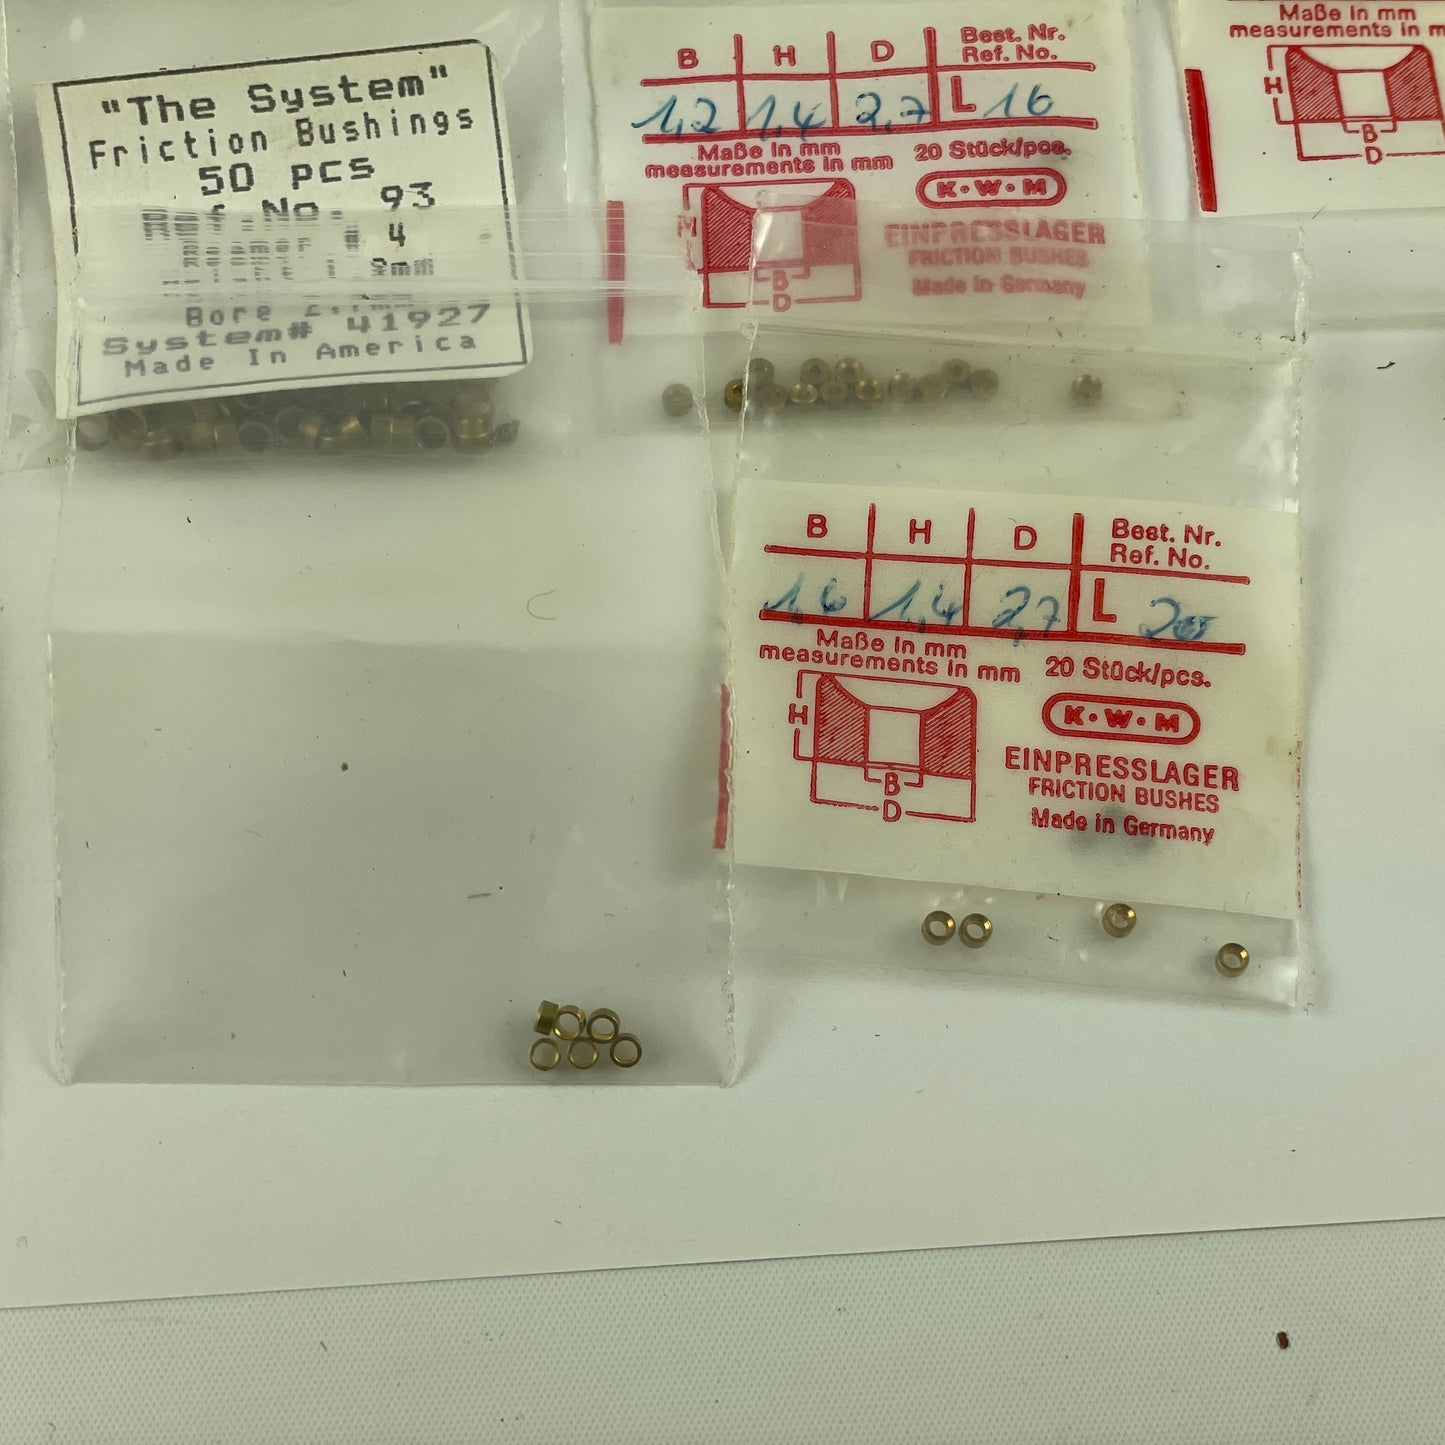 "The System"
Friction Bushings
50 pcs
No. 93
4
Bore
System# 41927
Made In America
B H D Best. Nr.
Ref. No.
1,2 1,4 2,7 L 16
Maße in mm
measurements in mm
20 Stück/pcs.
K·W·M
H
B
D
EINPRESSLAGER
FRICTION BUSHES
Made in Germany
Maße in mm
measurements in m
H
B
D
B H D Best. Nr.
Ref. No.
1,6 1,4 2,7 L
Maße in mm
measurements in mm
20 Stück/pcs.
K·W·M
H
B
D
EINPRESSLAGER
FRICTION BUSHES
Made in Germany